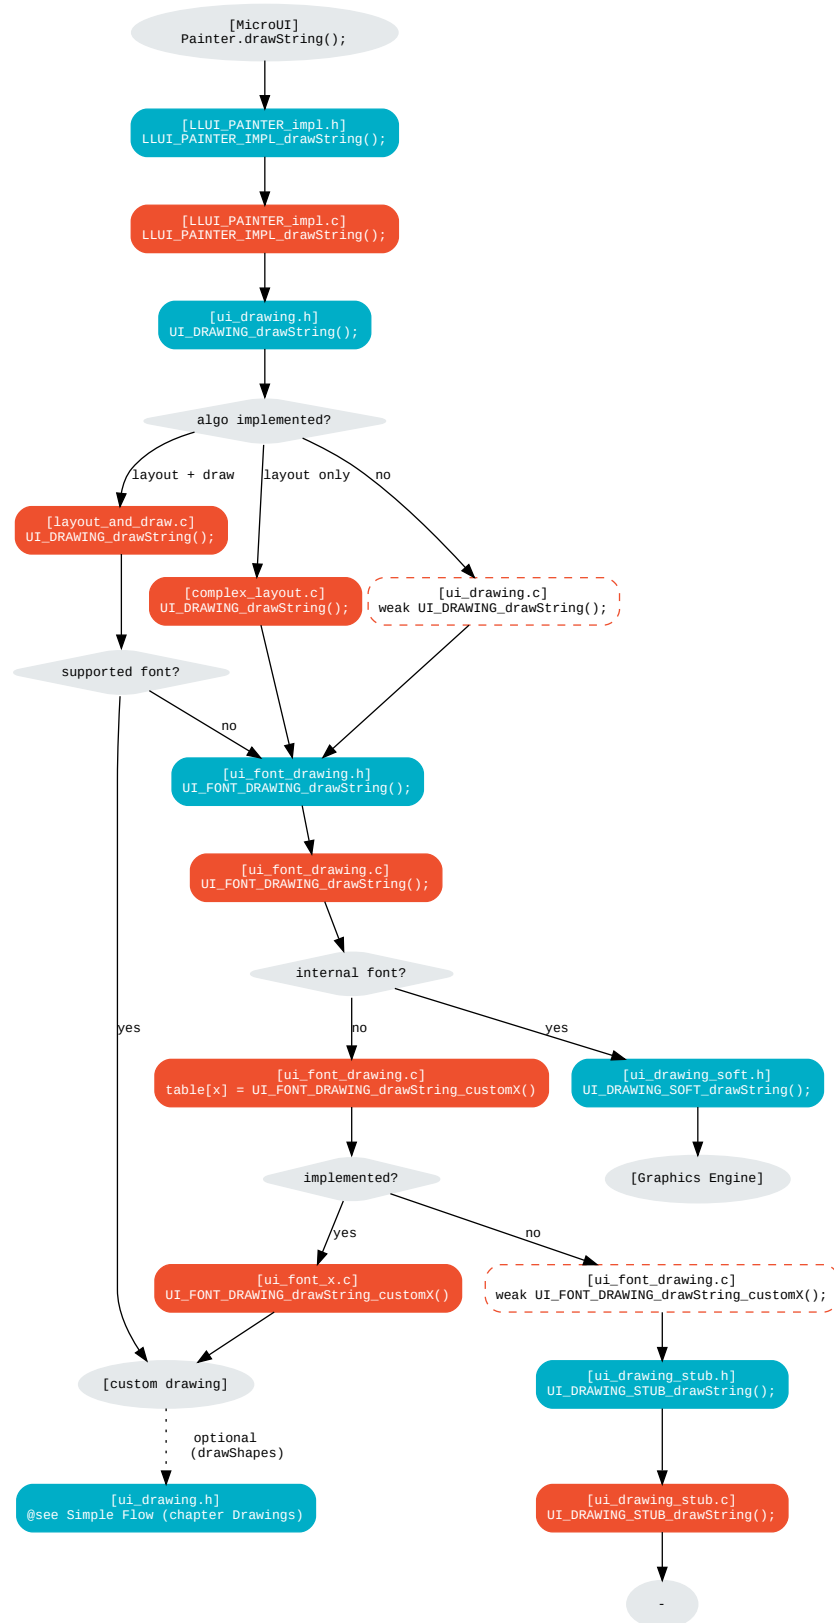 [MicroUI]
Painter.drawString();
[LLUI_PAINTER_impl.h]
LLUI_PAINTER_IMPL_drawString();
[LLUI_PAINTER_impl.c]
LLUI_PAINTER_IMPL_drawString();
[ui_drawing.h]
UI_DRAWING_drawString();
algo implemented?
layout + draw
layout only
no
[layout_and_draw.c]
UI_DRAWING_drawString();
[complex_layout.c]
UI_DRAWING_drawString();
[ui_drawing.c]
weak UI_DRAWING_drawString();
supported font?
no
[ui_font_drawing.h]
UI_FONT_DRAWING_drawString();
[ui_font_drawing.c]
UI_FONT_DRAWING_drawString();
internal font?
yes
no
yes
[ui_font_drawing.c]
table[x] = UI_FONT_DRAWING_drawString_customX()
[ui_drawing_soft.h]
UI_DRAWING_SOFT_drawString();
implemented?
[Graphics Engine]
yes
no
[ui_font_x.c]
UI_FONT_DRAWING_drawString_customX()
[ui_font_drawing.c]
weak UI_FONT_DRAWING_drawString_customX();
[custom drawing]
[ui_drawing_stub.h]
UI_DRAWING_STUB_drawString();
optional
(drawShapes)
[ui_drawing.h]
@see Simple Flow (chapter Drawings)
[ui_drawing_stub.c]
UI_DRAWING_STUB_drawString();
-